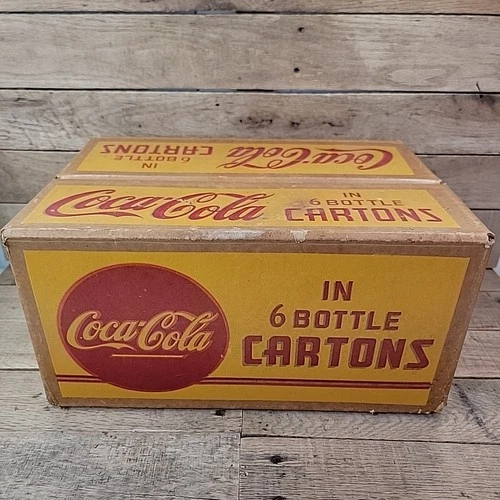 Coca-Cola IN
6 BOTTLE
CARTONS
Coca-Cola
IN
6 BOTTLE
CARTONS
Coca-Cola
IN
6 BOTTLE
CARTONS